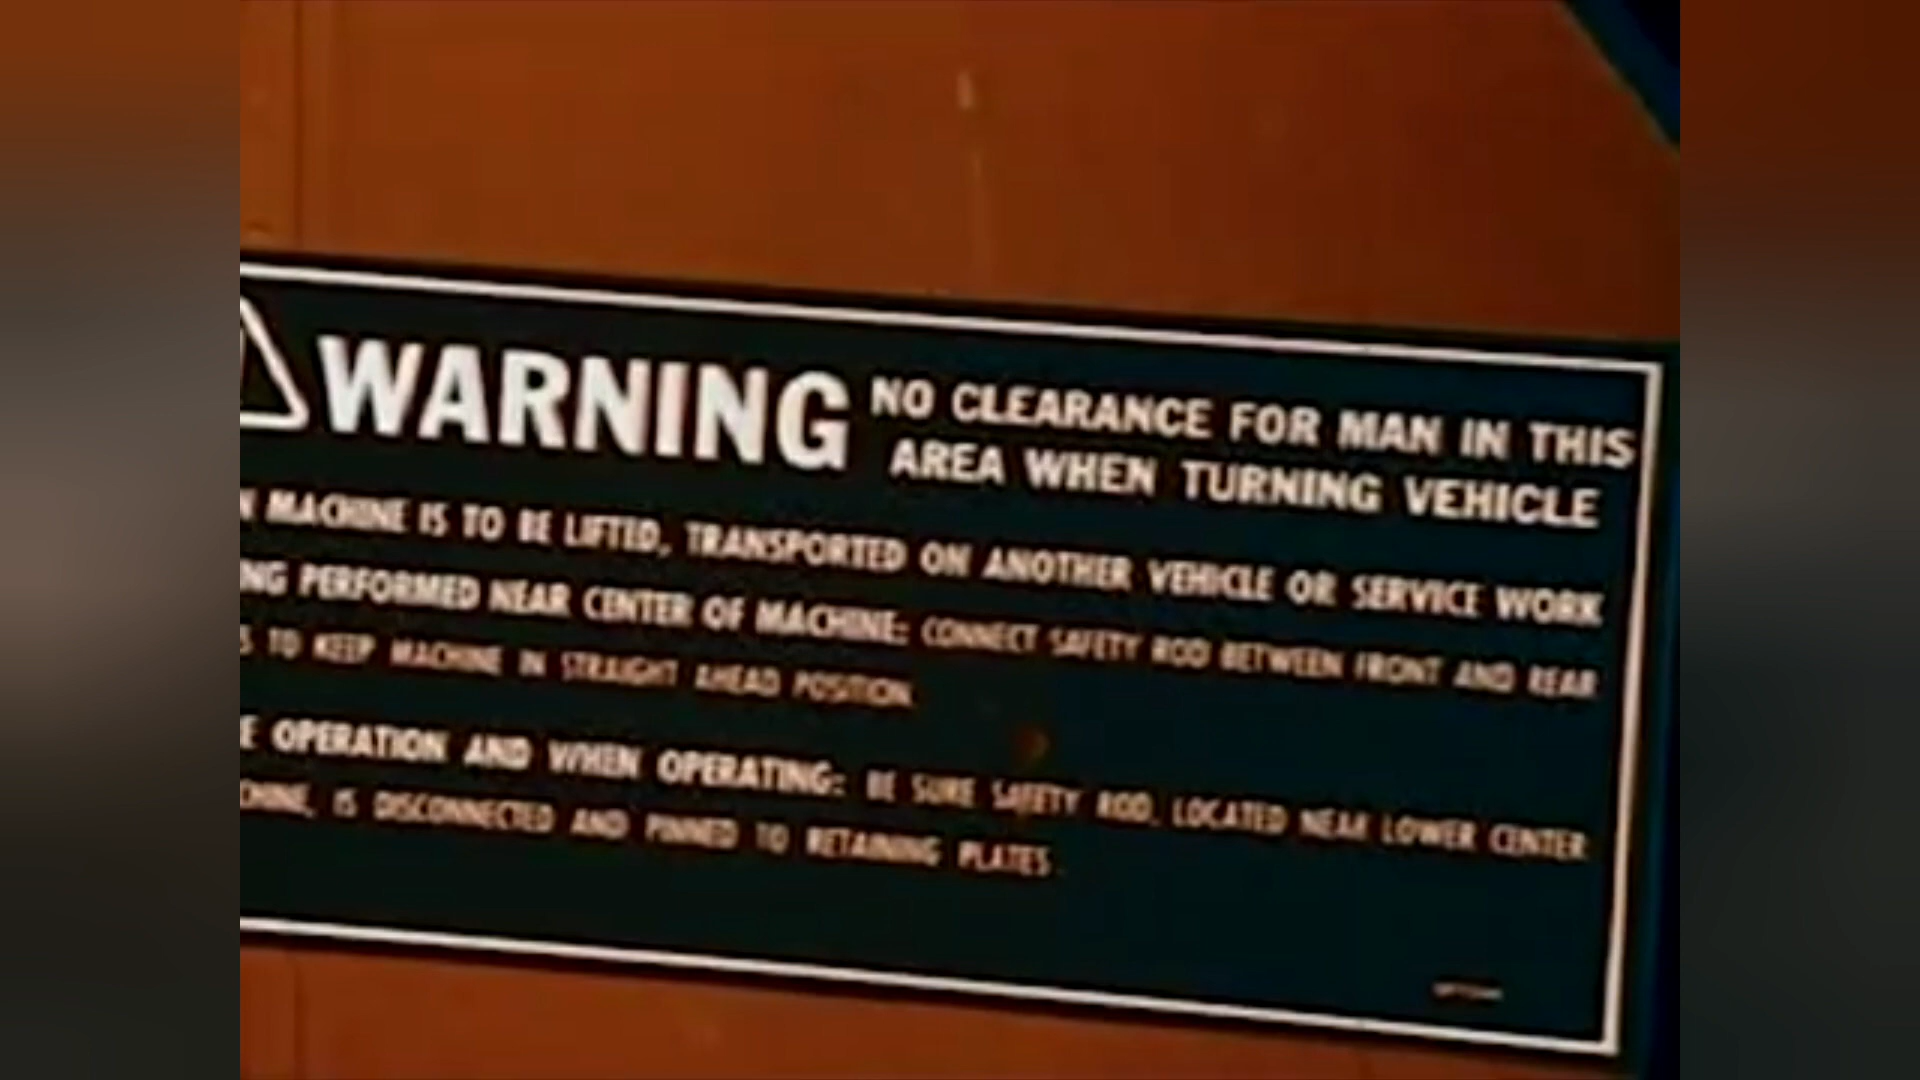 WARNING NO CLEARANCE FOR MAN IN THIS
AREA WHEN TURNING VEHICLE
N MACHINE IS TO BE LIFTED, TRANSPORTED ON ANOTHER VEHICLE OR SERVICE WORK
NG PERFORMED NEAR CENTER OF MACHINE: CONNECT SAFETY ROD BETWEEN FRONT AND REAR
S TO KEEP MACHINE IN STRAIGHT AHEAD POSITION.
E OPERATION AND WHEN OPERATING: BE SURE SAFETY ROD, LOCATED NEAR LOWER CENTER
CHINE, IS DISCONNECTED AND PINNED TO RETAINING PLATES.